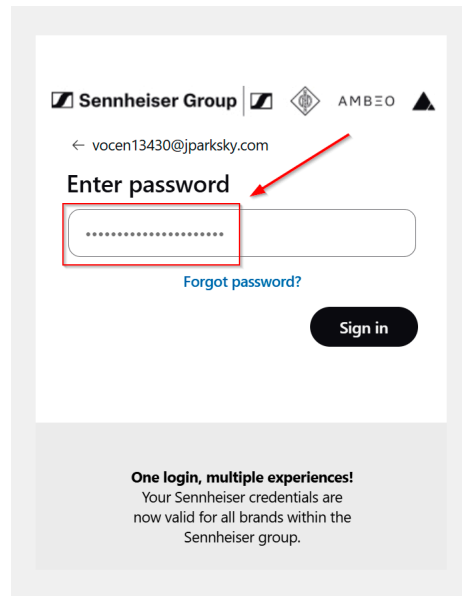 Sennheiser Group AMBEO
← vocen13430@jparksky.com
Enter password
••••••••••••••••••••••
Forgot password?
Sign in
One login, multiple experiences!
Your Sennheiser credentials are
now valid for all brands within the
Sennheiser group.